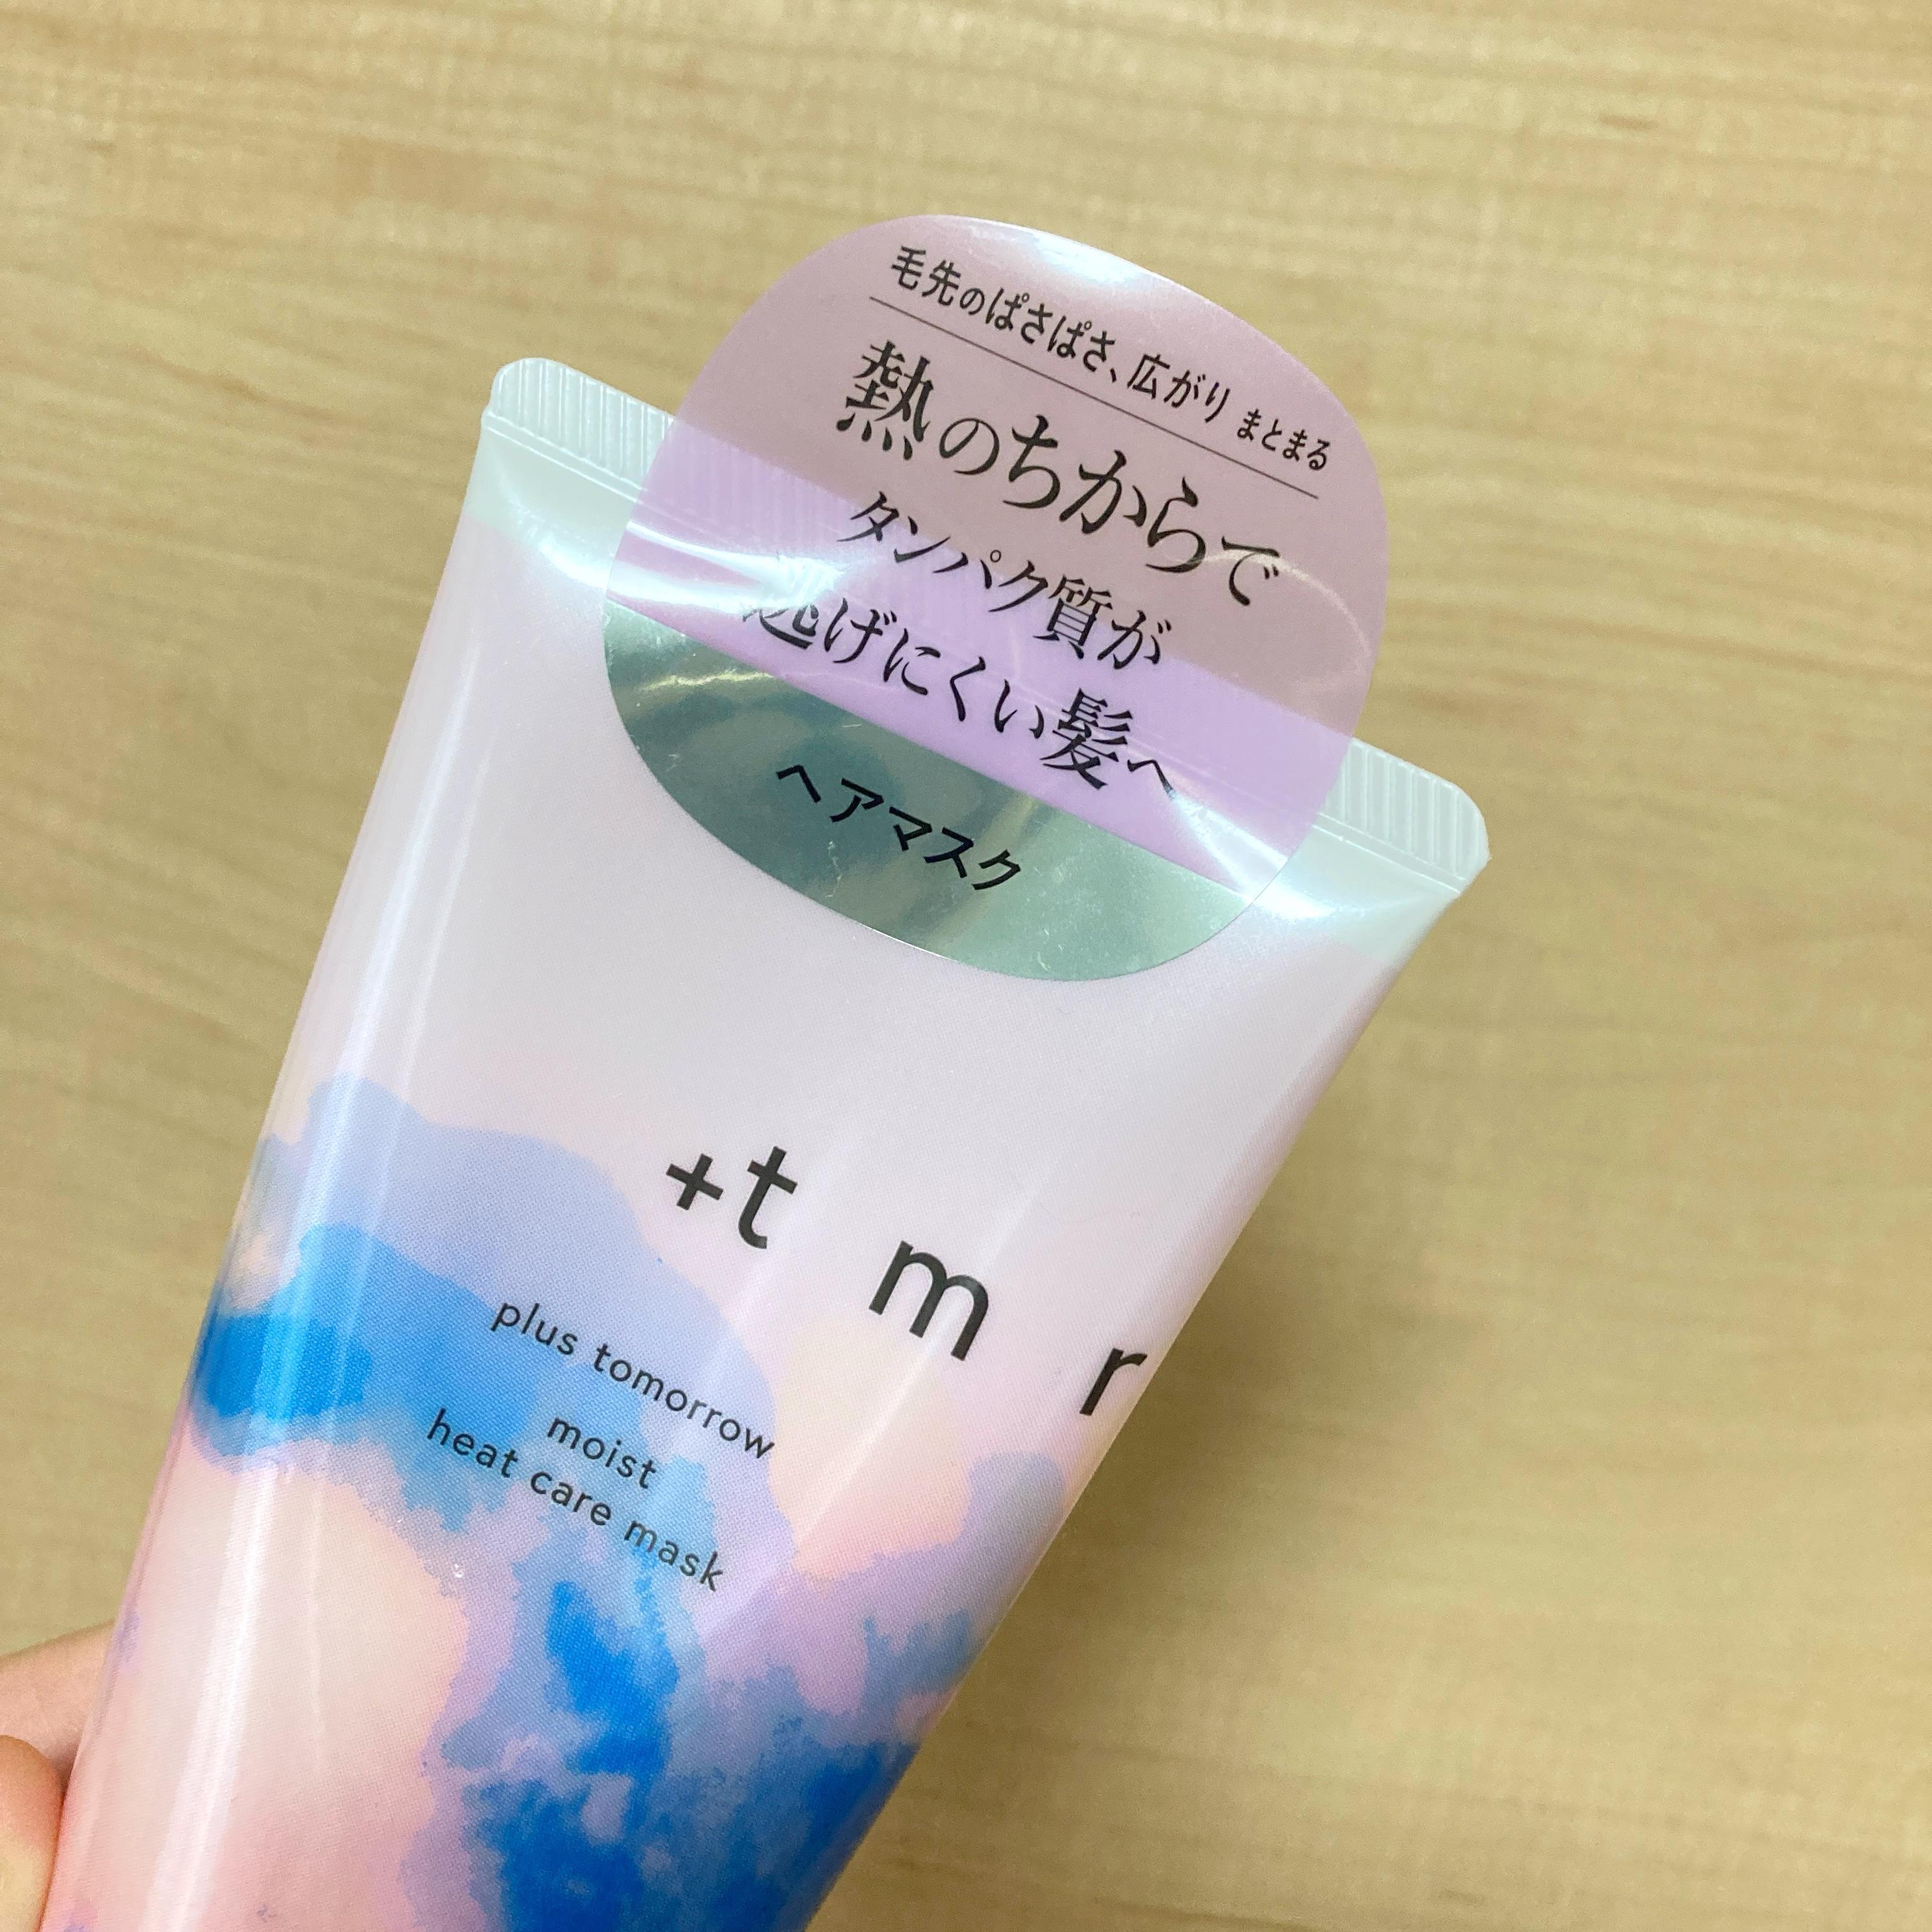 毛先のぱさぱさ、広がり まとまる
熱のちからで
タンパク質が
逃げにくい髪へ
ヘアマスク
+t m r
plus tomorrow
moist
heat care mask